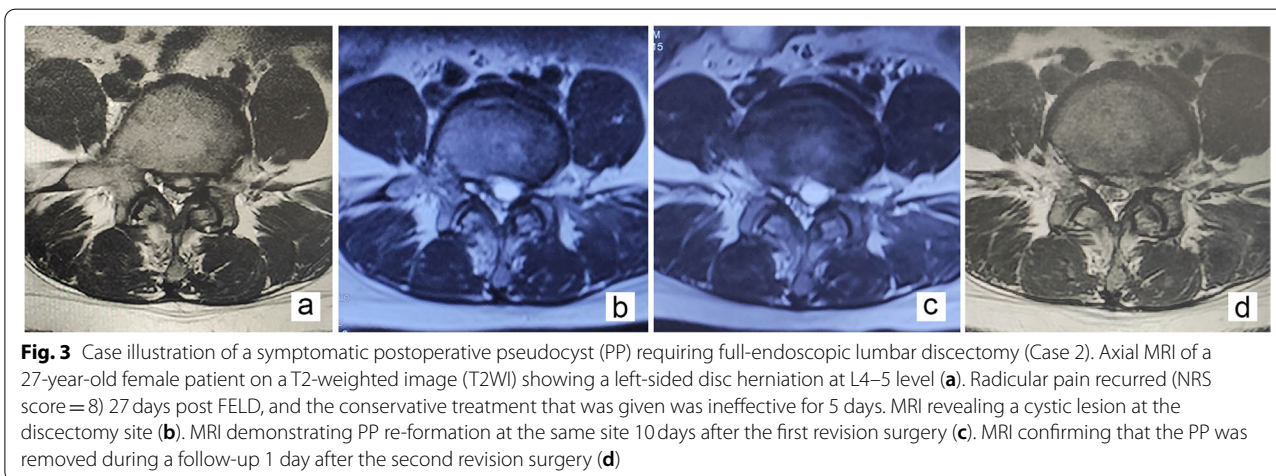 M
15
a
b
c
d
Fig. 3 Case illustration of a symptomatic postoperative pseudocyst (PP) requiring full-endoscopic lumbar discectomy (Case 2). Axial MRI of a
27-year-old female patient on a T2-weighted image (T2WI) showing a left-sided disc herniation at L4–5 level (a). Radicular pain recurred (NRS
score = 8) 27 days post FELD, and the conservative treatment that was given was ineffective for 5 days. MRI revealing a cystic lesion at the
discectomy site (b). MRI demonstrating PP re-formation at the same site 10 days after the first revision surgery (c). MRI confirming that the PP was
removed during a follow-up 1 day after the second revision surgery (d)